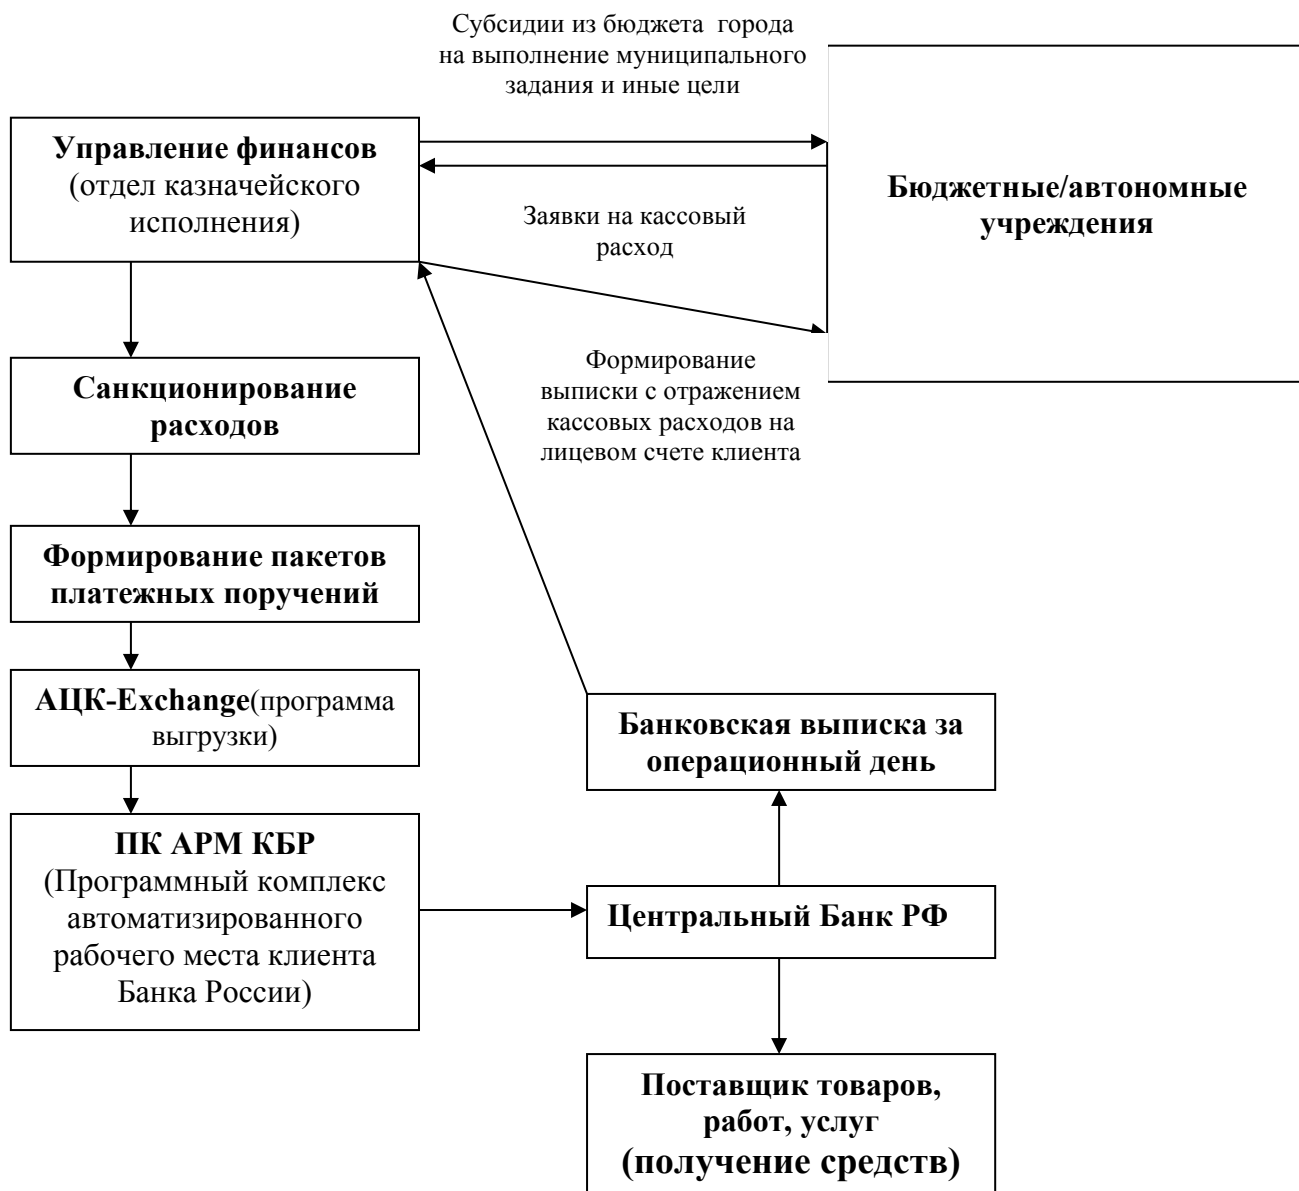 Субсидии из бюджета города
на выполнение муниципального
задания и иные цели
Управление финансов
(отдел казначейского
исполнения)
Бюджетные/автономные
учреждения
Заявки на кассовый
расход
Формирование
выписки с отражением
кассовых расходов на
лицевом счете клиента
Санкционирование
расходов
Формирование пакетов
платежных поручений
АЦК-Exchange(программа
выгрузки)
Банковская выписка за
операционный день
ПК АРМ КБР
(Программный комплекс
автоматизированного
рабочего места клиента
Банка России)
Центральный Банк РФ
Поставщик товаров,
работ, услуг
(получение средств)